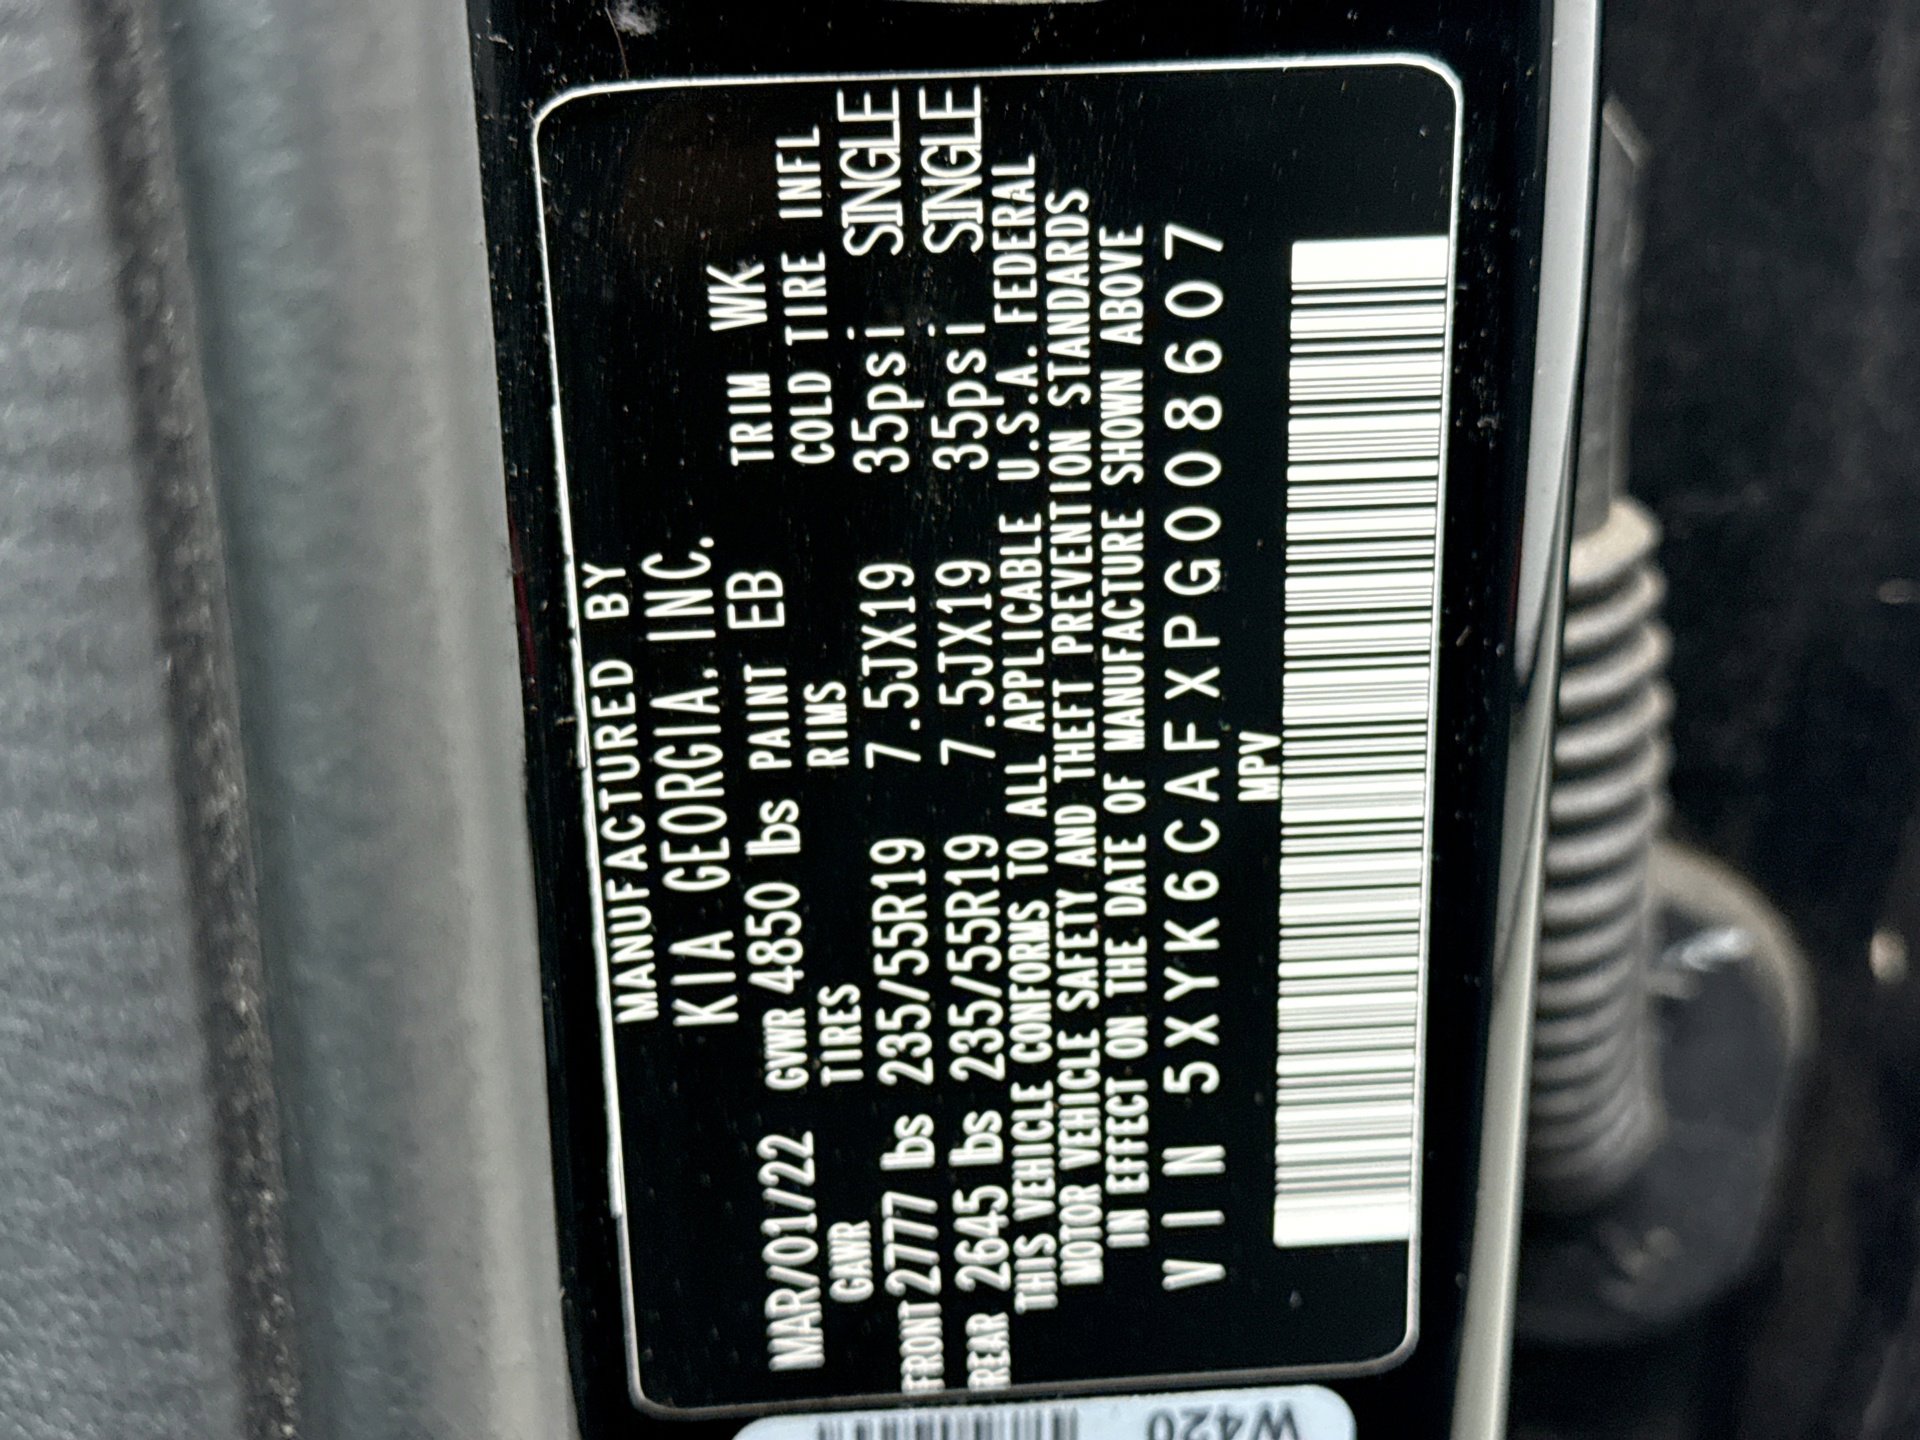 MANUFACTURED BY
KIA GEORGIA. INC.
MAR/01/22 GVWR 4850 lbs PAINT EB TRIM WK
GAWR TIRES RIMS COLD TIRE INFL
FRONT 2777 lbs 235/55R19 7.5JX19 35psi SINGLE
REAR 2645 lbs 235/55R19 7.5JX19 35psi SINGLE
THIS VEHICLE CONFORMS TO ALL APPLICABLE U.S.A. FEDERAL
MOTOR VEHICLE SAFETY AND THEFT PREVENTION STANDARDS
IN EFFECT ON THE DATE OF MANUFACTURE SHOWN ABOVE
VIN 5XYK6CAFXPG008607
MPV
W420